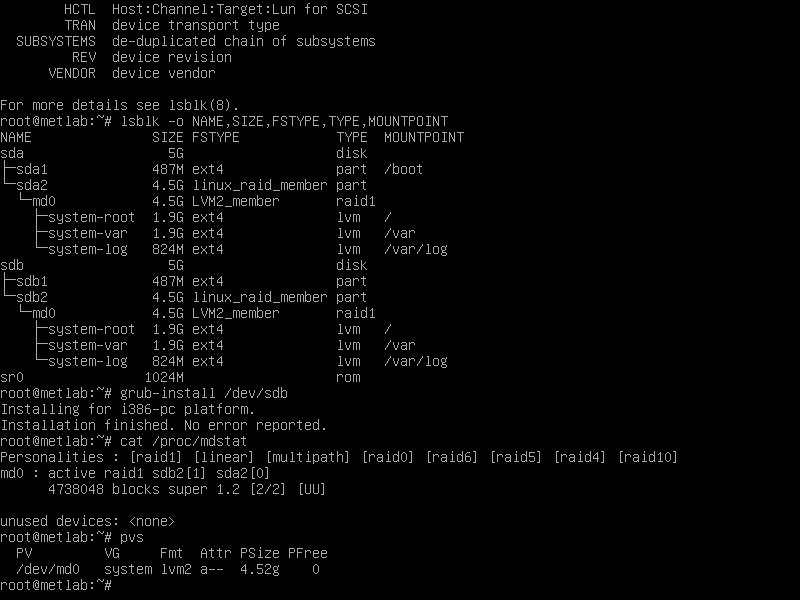 HCTL  Host:Channel:Target:Lun for SCSI
        TRAN  device transport type
  SUBSYSTEMS  de-duplicated chain of subsystems
         REV  device revision
      VENDOR  device vendor

For more details see lsblk(8).
root@metlab:~# lsblk -o NAME,SIZE,FSTYPE,TYPE,MOUNTPOINT
NAME               SIZE FSTYPE            TYPE  MOUNTPOINT
sda                  5G                   disk
├─sda1             487M ext4              part  /boot
└─sda2             4.5G linux_raid_member part
  └─md0            4.5G LVM2_member       raid1
    ├─system-root  1.9G ext4              lvm   /
    ├─system-var   1.9G ext4              lvm   /var
    └─system-log   824M ext4              lvm   /var/log
sdb                  5G                   disk
├─sdb1             487M ext4              part
└─sdb2             4.5G linux_raid_member part
  └─md0            4.5G LVM2_member       raid1
    ├─system-root  1.9G ext4              lvm   /
    ├─system-var   1.9G ext4              lvm   /var
    └─system-log   824M ext4              lvm   /var/log
sr0               1024M                   rom
root@metlab:~# grub-install /dev/sdb
Installing for i386-pc platform.
Installation finished. No error reported.
root@metlab:~# cat /proc/mdstat
Personalities : [raid1] [linear] [multipath] [raid0] [raid6] [raid5] [raid4] [raid10]
md0 : active raid1 sdb2[1] sda2[0]
      4738048 blocks super 1.2 [2/2] [UU]

unused devices: <none>
root@metlab:~# pvs
  PV         VG     Fmt  Attr PSize PFree
  /dev/md0   system lvm2 a--  4.52g    0
root@metlab:~#